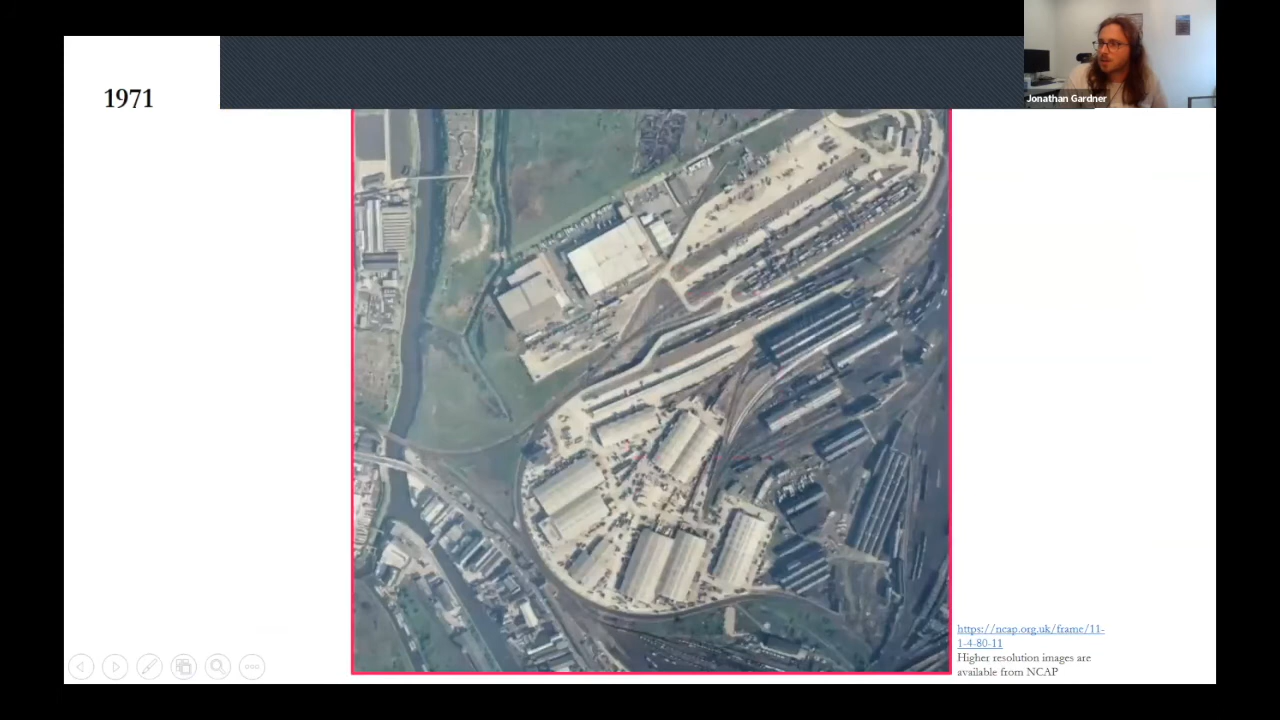 Jonathan Gardner
1971
https://ncap.org.uk/frame/11-
1-4-80-11
Higher resolution images are
available from NCAP